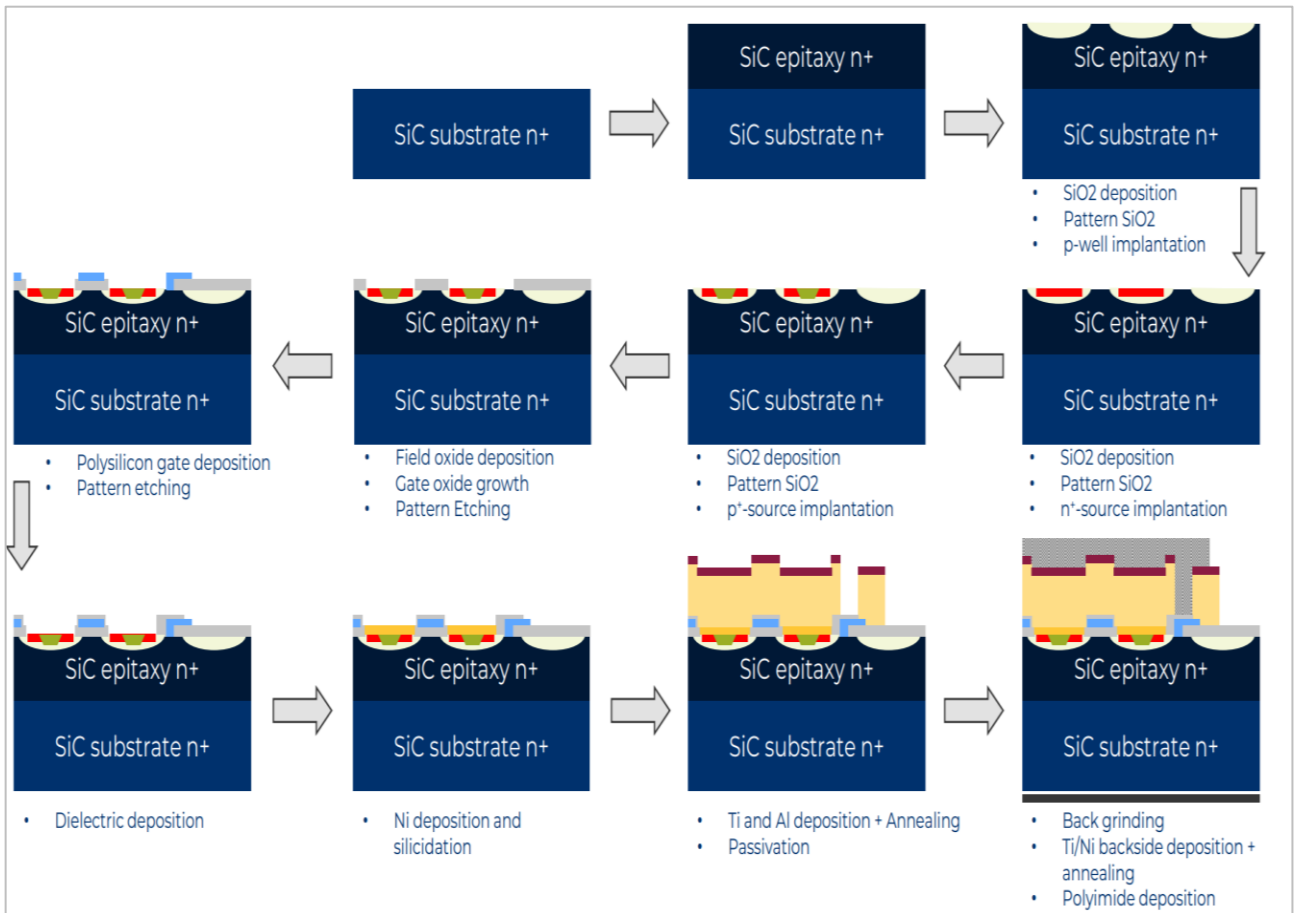 SiC substrate n+
SiC epitaxy n+
SiC substrate n+
SiC epitaxy n+
SiC substrate n+
• SiO2 deposition
• Pattern SiO2
• p-well implantation
SiC epitaxy n+
SiC substrate n+
• SiO2 deposition
• Pattern SiO2
• n⁺-source implantation
SiC epitaxy n+
SiC substrate n+
• SiO2 deposition
• Pattern SiO2
• p⁺-source implantation
SiC epitaxy n+
SiC substrate n+
• Field oxide deposition
• Gate oxide growth
• Pattern Etching
SiC epitaxy n+
SiC substrate n+
• Polysilicon gate deposition
• Pattern etching
SiC epitaxy n+
SiC substrate n+
• Dielectric deposition
SiC epitaxy n+
SiC substrate n+
• Ni deposition and
silicidation
SiC epitaxy n+
SiC substrate n+
• Ti and Al deposition + Annealing
• Passivation
SiC epitaxy n+
SiC substrate n+
• Back grinding
• Ti/Ni backside deposition +
annealing
• Polyimide deposition